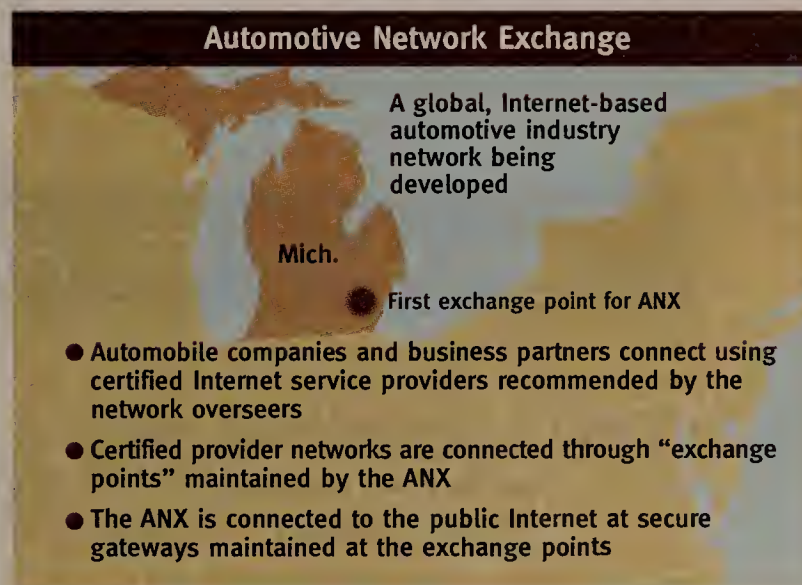 Automotive Network Exchange
A global, Internet-based
automotive industry
network being
developed
Mich.
First exchange point for ANX
● Automobile companies and business partners connect using
certified Internet service providers recommended by the
network overseers
● Certified provider networks are connected through “exchange
points” maintained by the ANX
● The ANX is connected to the public Internet at secure
gateways maintained at the exchange points